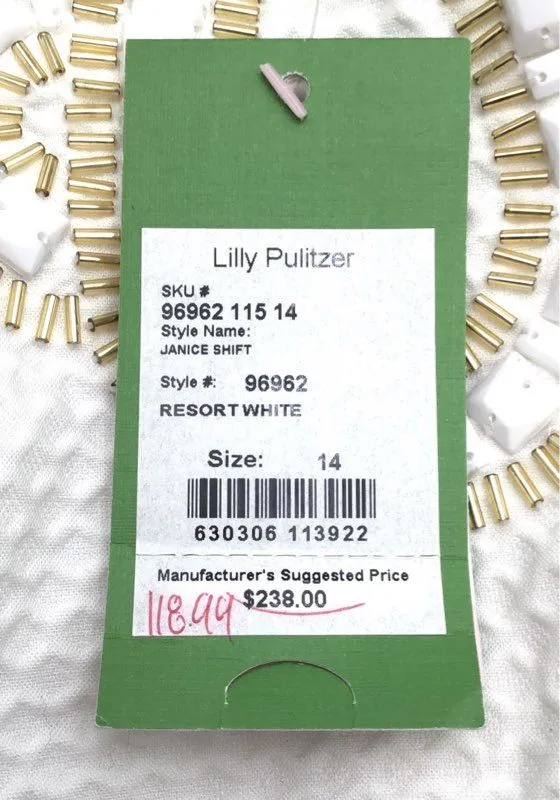 Lilly Pulitzer
SKU #
96962 115 14
Style Name:
JANICE SHIFT
Style #: 96962
RESORT WHITE
Size: 14
630306 113922
Manufacturer's Suggested Price
$238.00
118.99